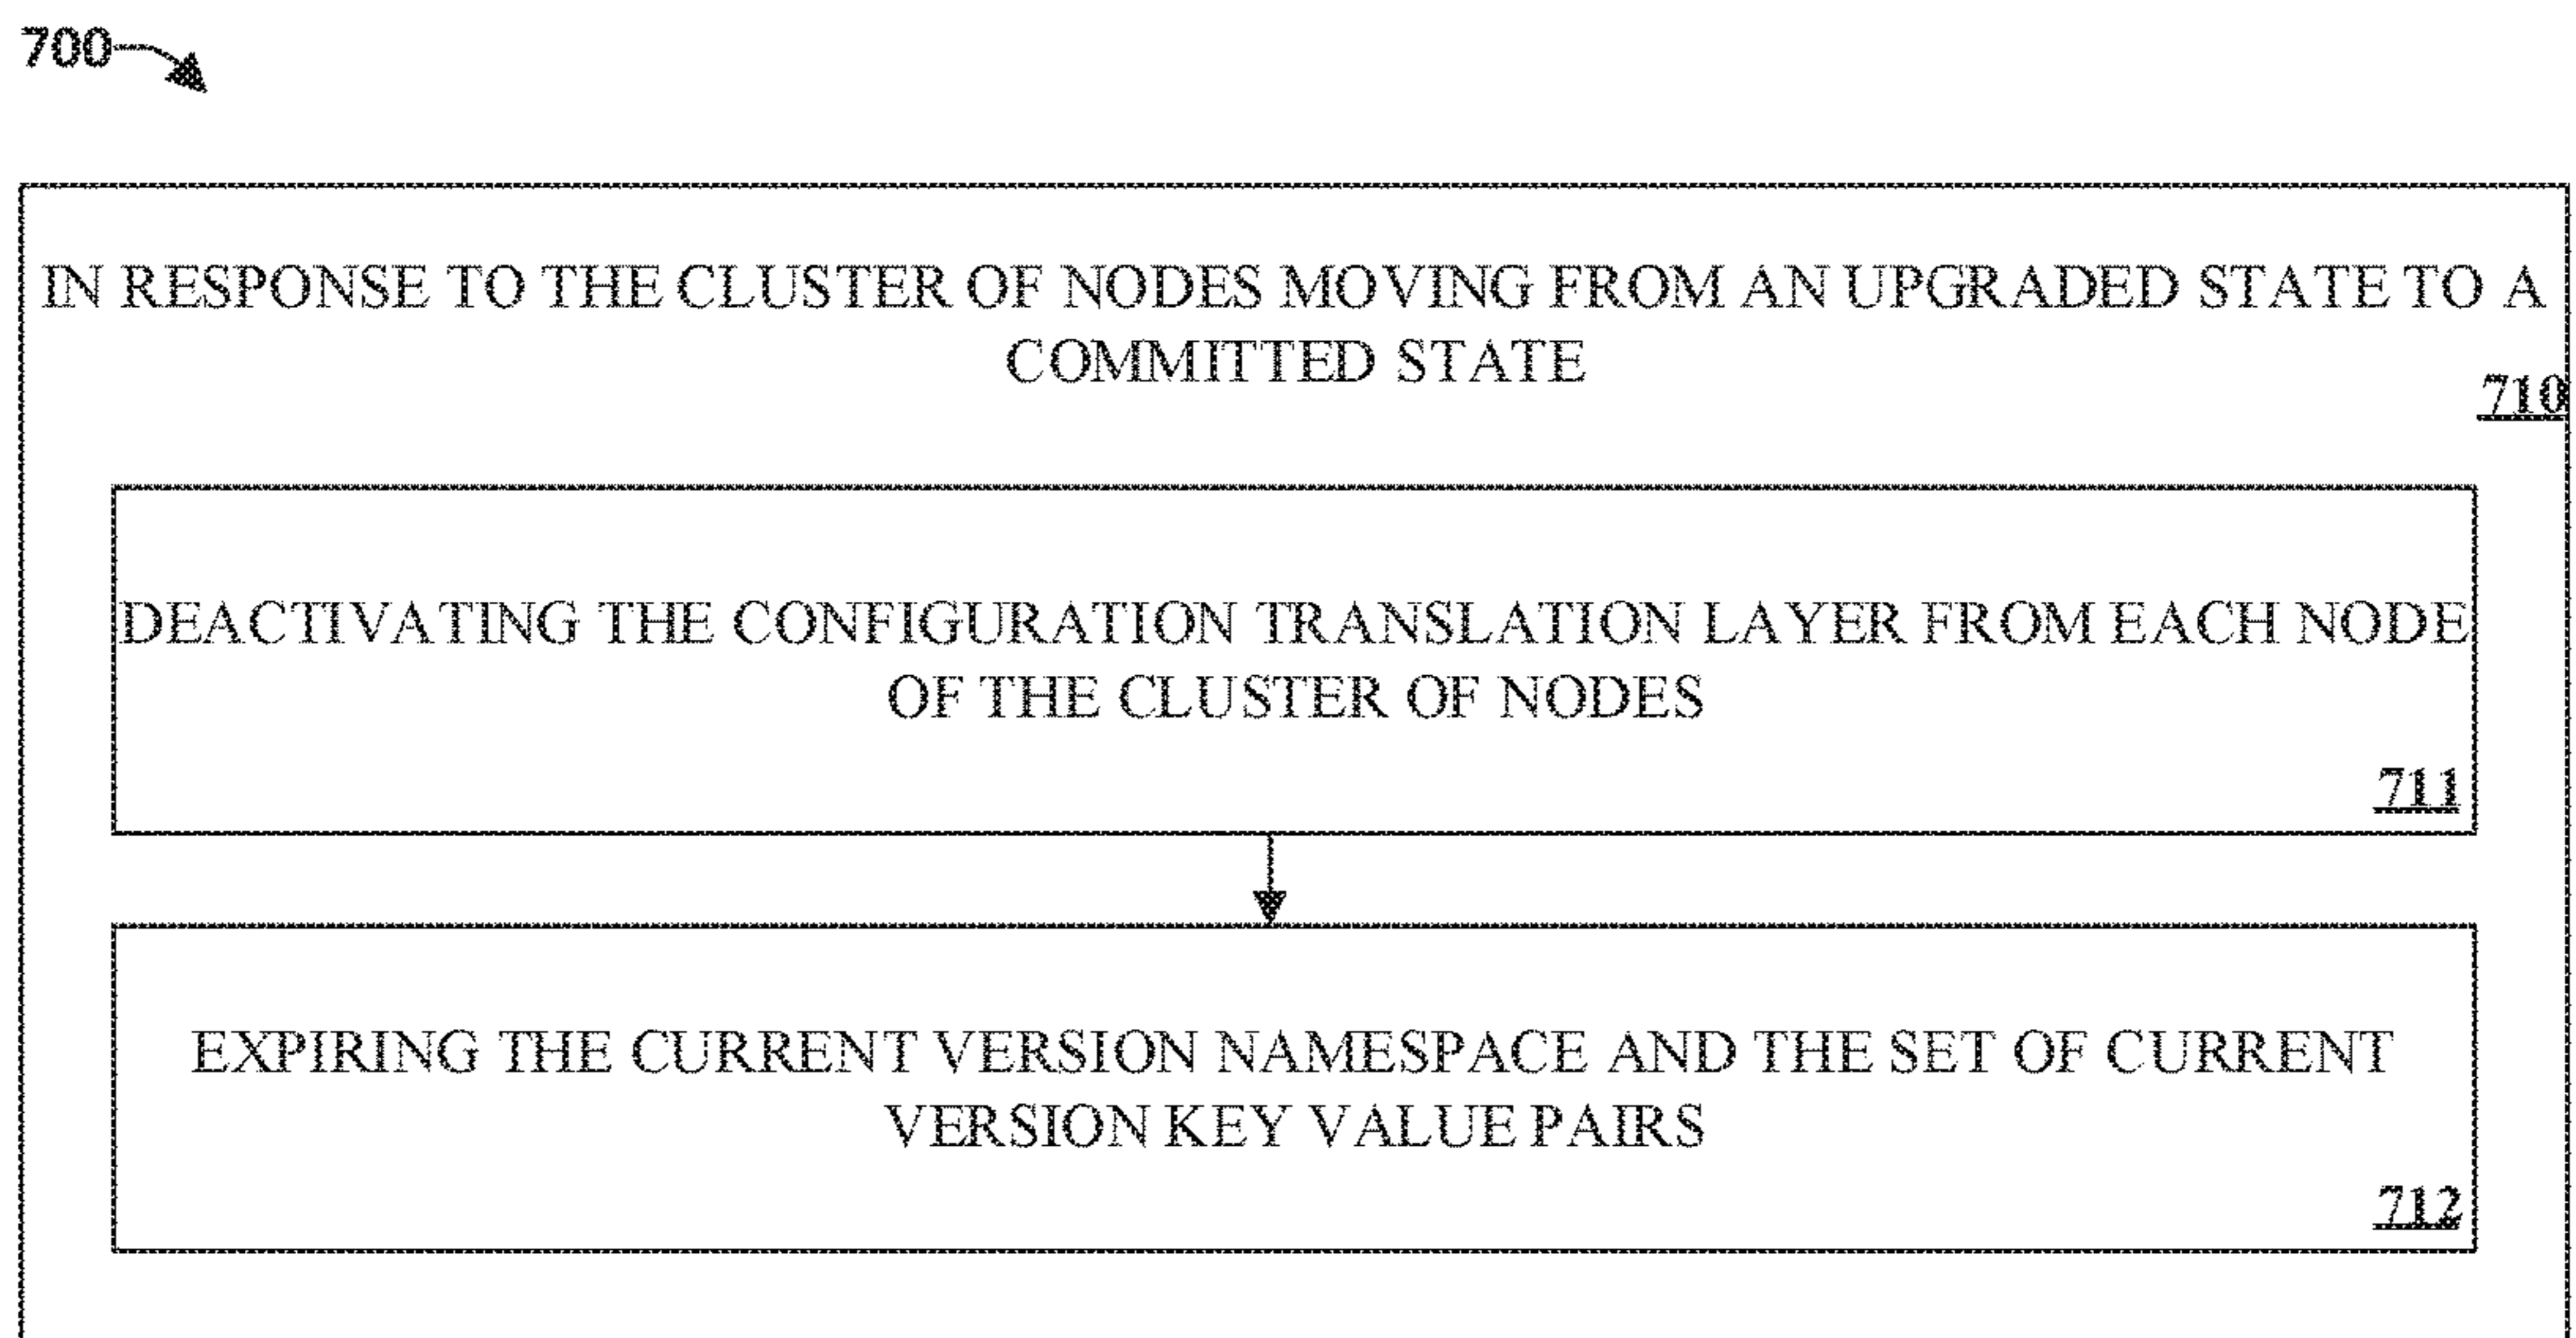 700
IN RESPONSE TO THE CLUSTER OF NODES MOVING FROM AN UPGRADED STATE TO A
COMMITTED STATE
710
DEACTIVATING THE CONFIGURATION TRANSLATION LAYER FROM EACH NODE
OF THE CLUSTER OF NODES
711
EXPIRING THE CURRENT VERSION NAMESPACE AND THE SET OF CURRENT
VERSION KEY VALUE PAIRS
712